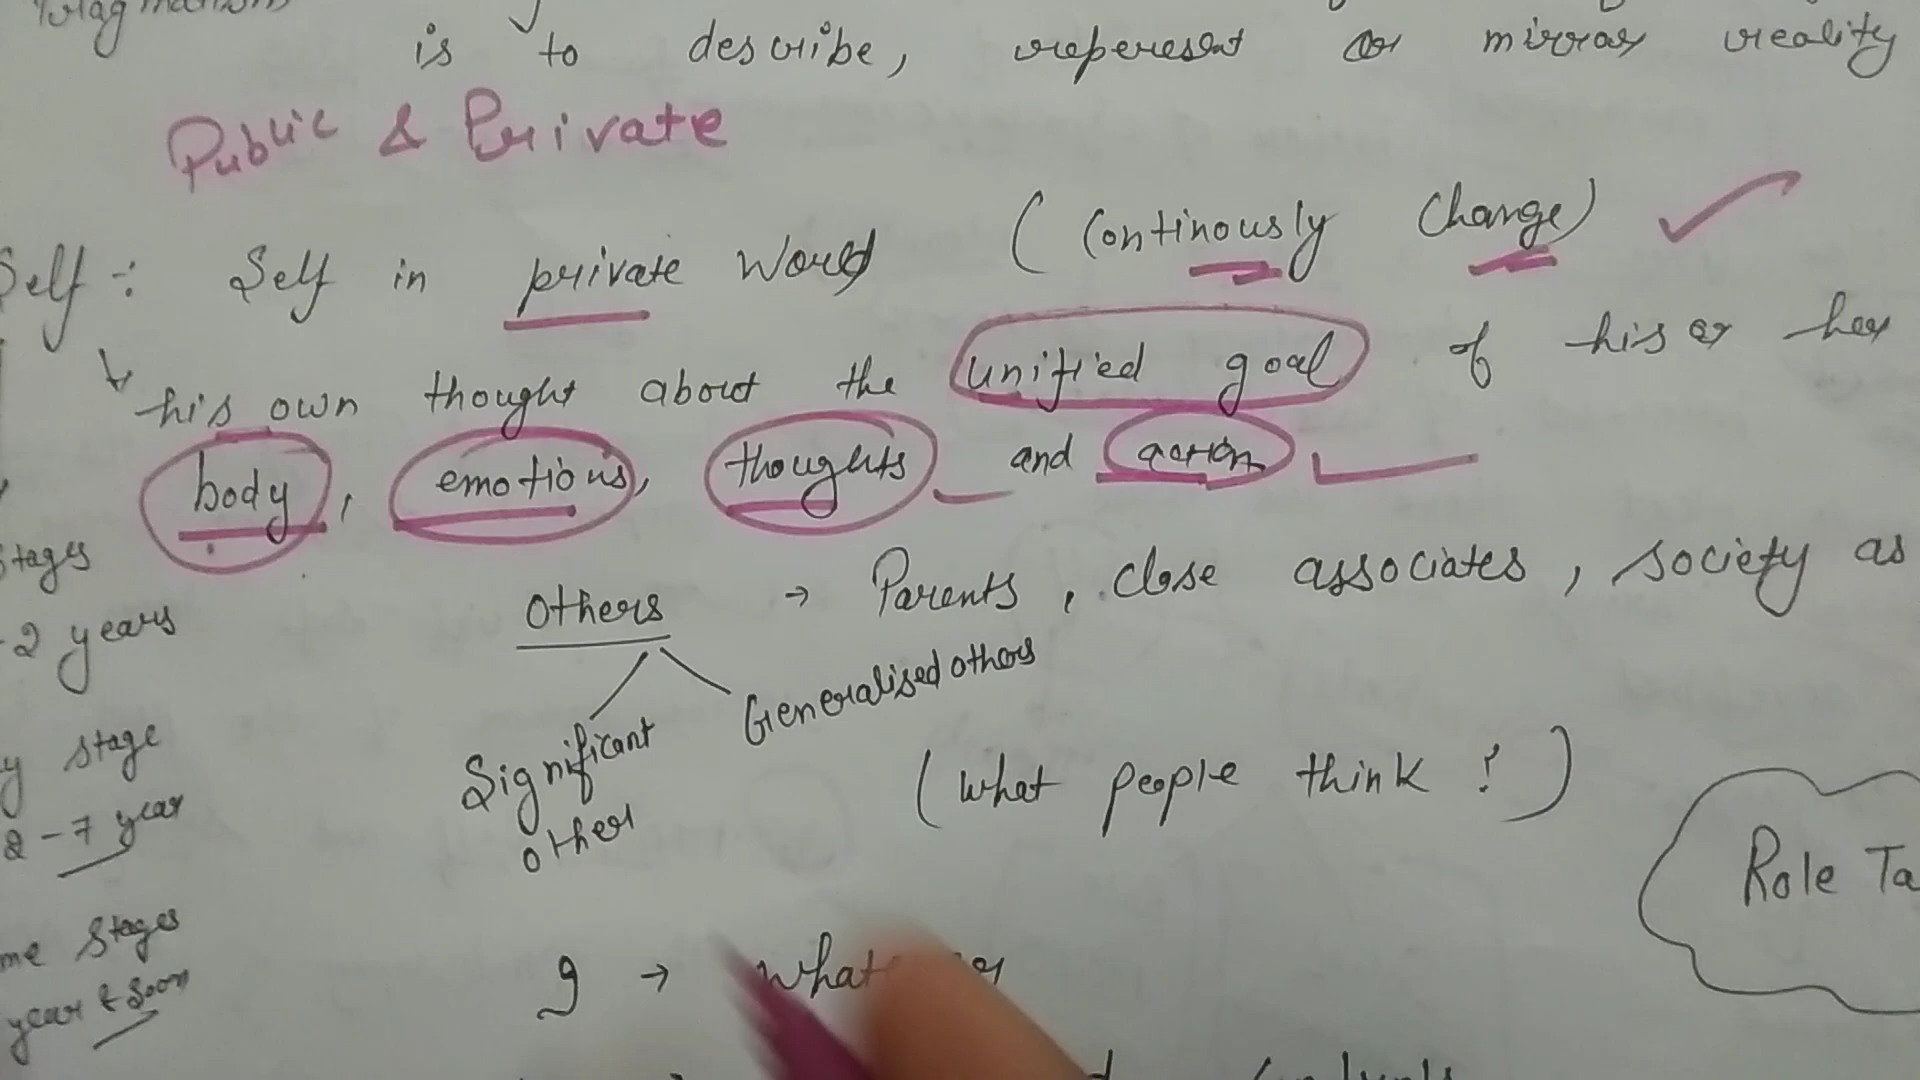 is to describe, reperesent or mirror reality
Public & Private
Self :- Self in private World (Continously Change)
his own thought about the unified goal of his or her
body, emotions, thoughts and action
Stages
2 years
Others → Parents, Close associates, society as
Significant other
Generalised others
stage
2-7 year
(What people think ?)
Role Ta
Stages
year & Soon
I →